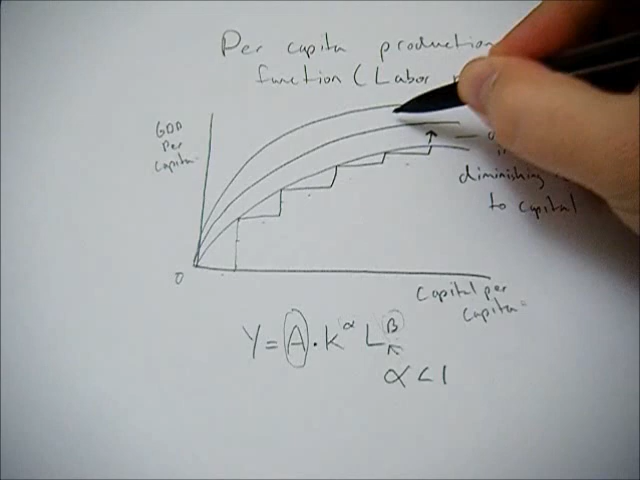 Per capita production
function (Labor
GDP
Per
capita
diminishing
to capital
0
Capital per
capita
Y = A · K^α L^B
α < 1